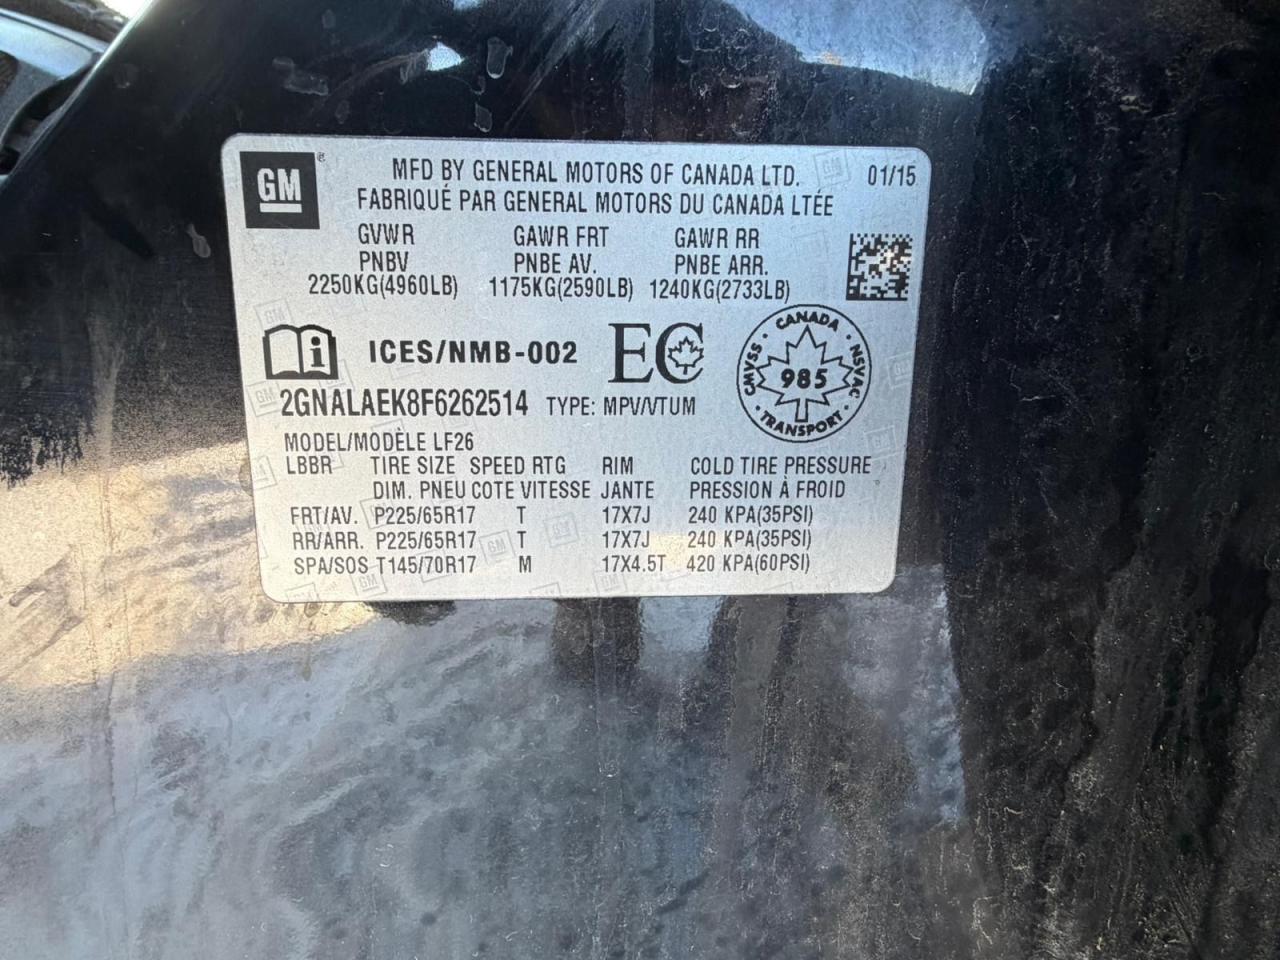 GM
MFD BY GENERAL MOTORS OF CANADA LTD. 01/15
FABRIQUÉ PAR GENERAL MOTORS DU CANADA LTÉE
GVWR GAWR FRT GAWR RR
PNBV PNBE AV. PNBE ARR.
2250KG(4960LB) 1175KG(2590LB) 1240KG(2733LB)
ICES/NMB-002 EC
CANADA CMVSS NSVAC 985 TRANSPORT
2GNALAEK8F6262514 TYPE: MPV/VTUM
MODEL/MODÈLE LF26
LBBR TIRE SIZE SPEED RTG RIM COLD TIRE PRESSURE
DIM. PNEU COTE VITESSE JANTE PRESSION À FROID
FRT/AV. P225/65R17 T 17X7J 240 KPA(35PSI)
RR/ARR. P225/65R17 T 17X7J 240 KPA(35PSI)
SPA/SOS T145/70R17 M 17X4.5T 420 KPA(60PSI)